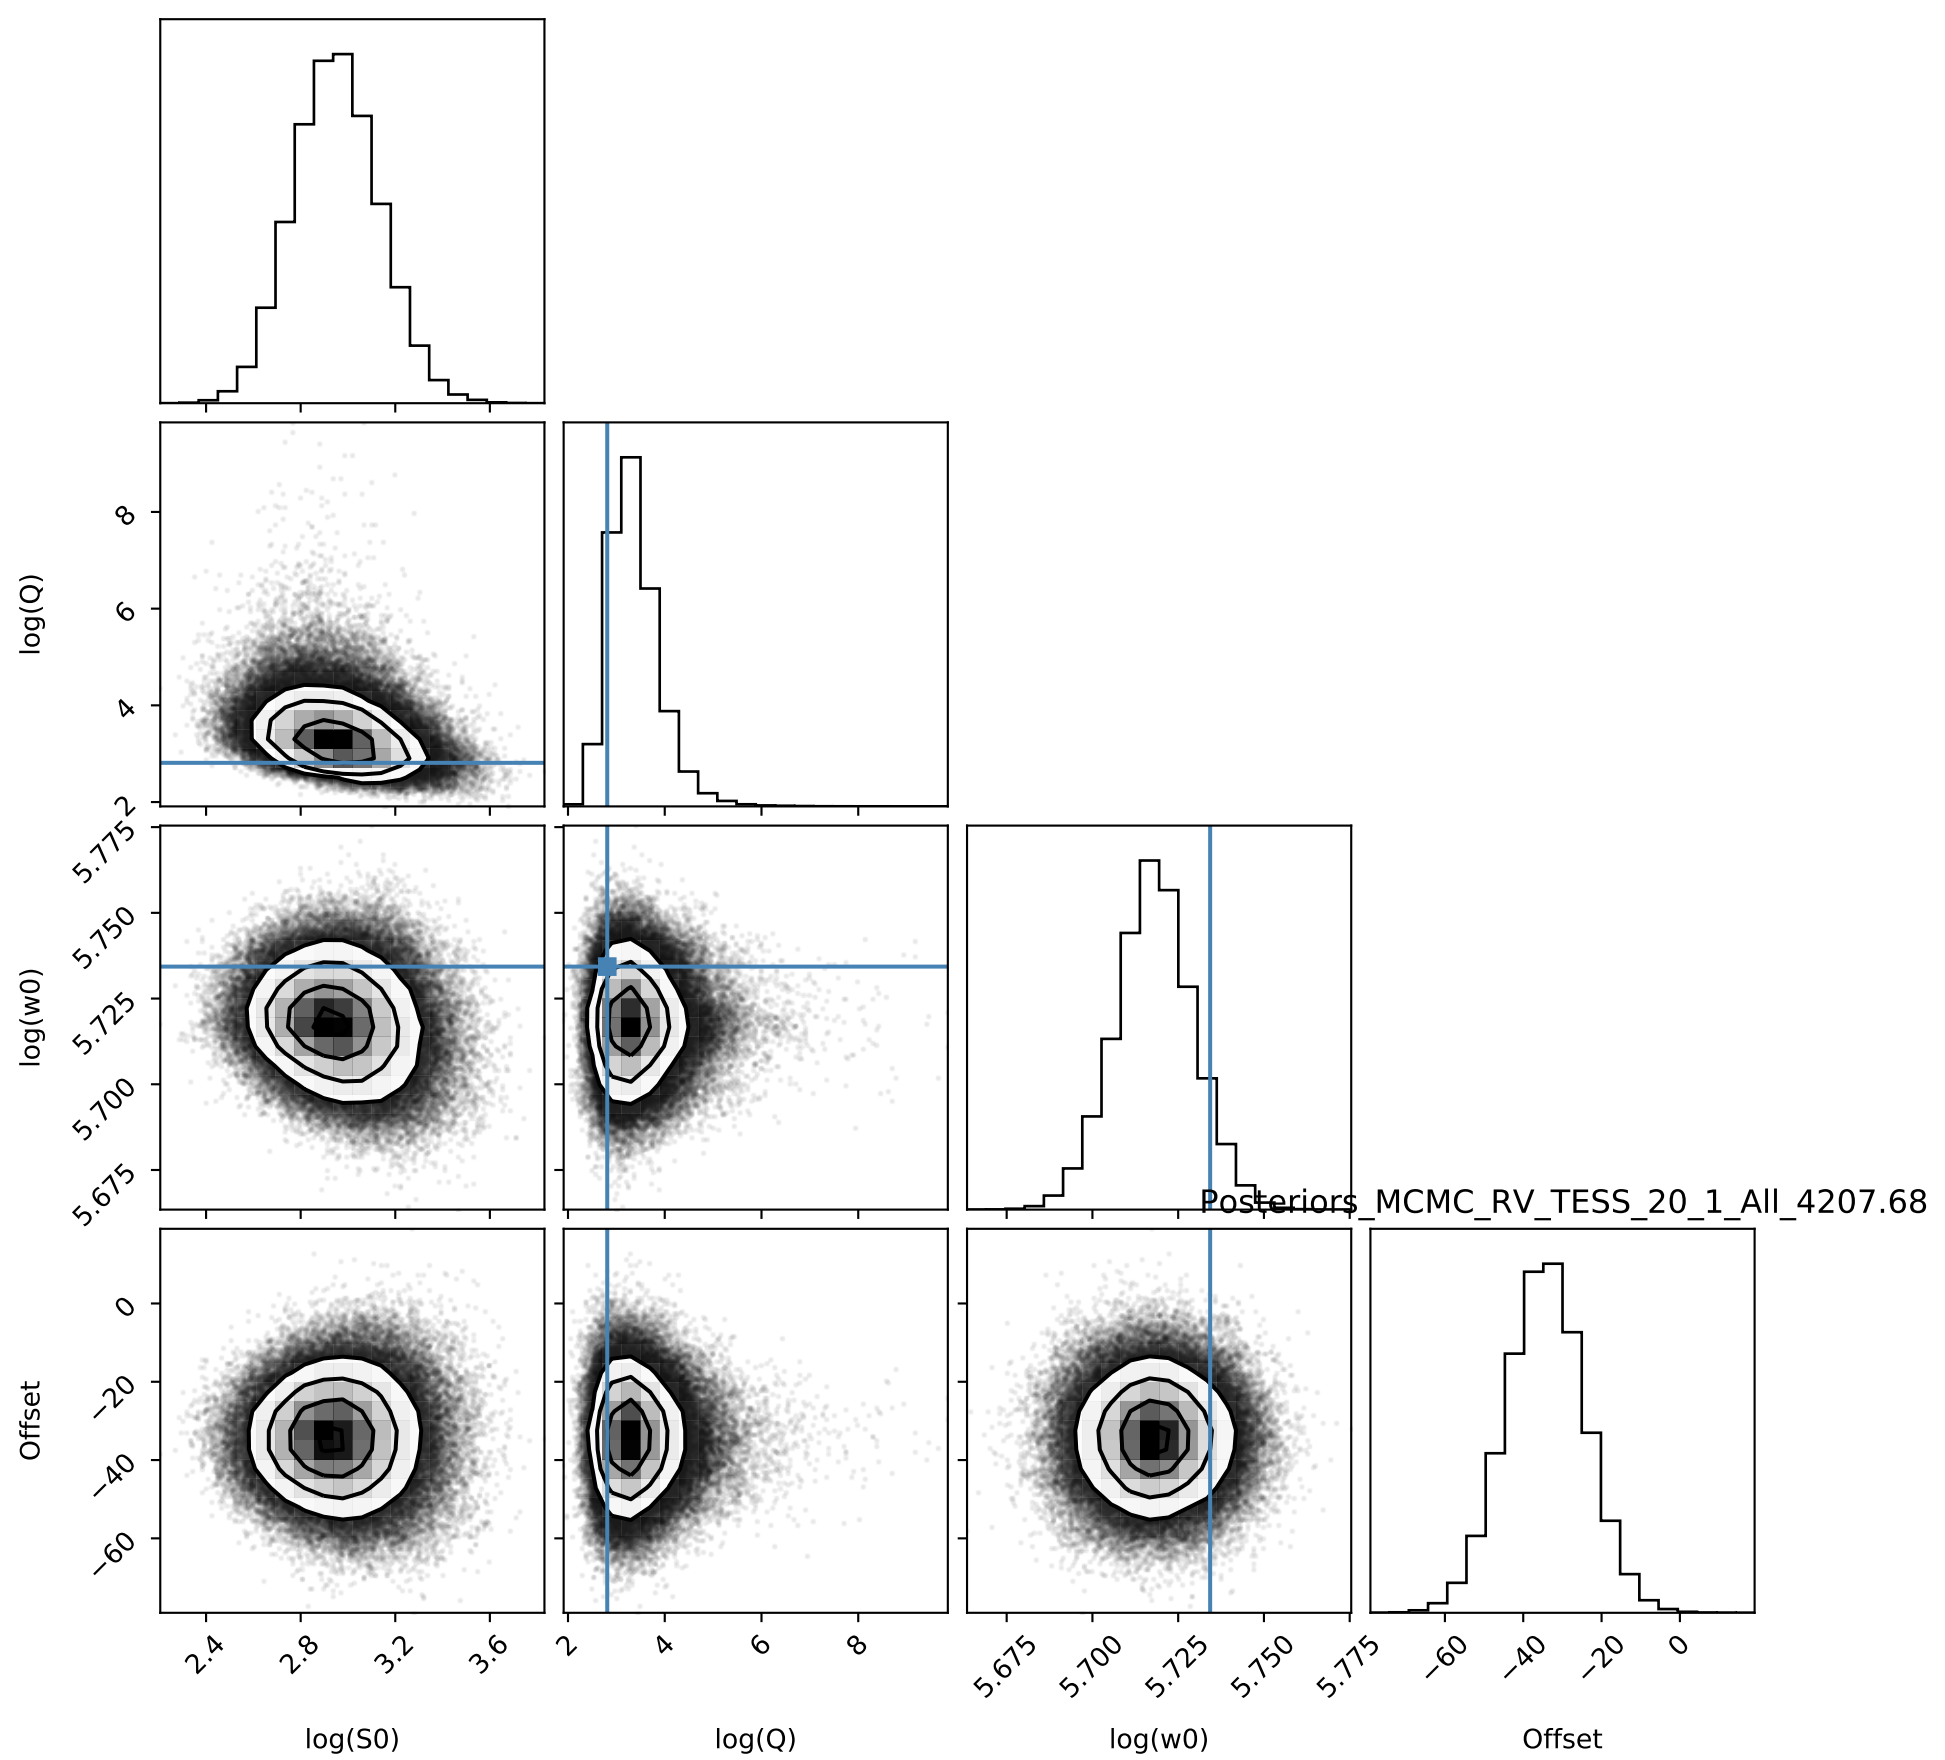 log(Q)
8
6
4
2
log(w0)
5.775
5.750
5.725
5.700
5.675
Posteriors_MCMC_RV_TESS_20_1_All_4207.68
Offset
0
−20
−40
−60
2.4 2.8 3.2 3.6
2 4 6 8
5.675 5.700 5.725 5.750 5.775
−60 −40 −20 0
log(S0) log(Q) log(w0) Offset